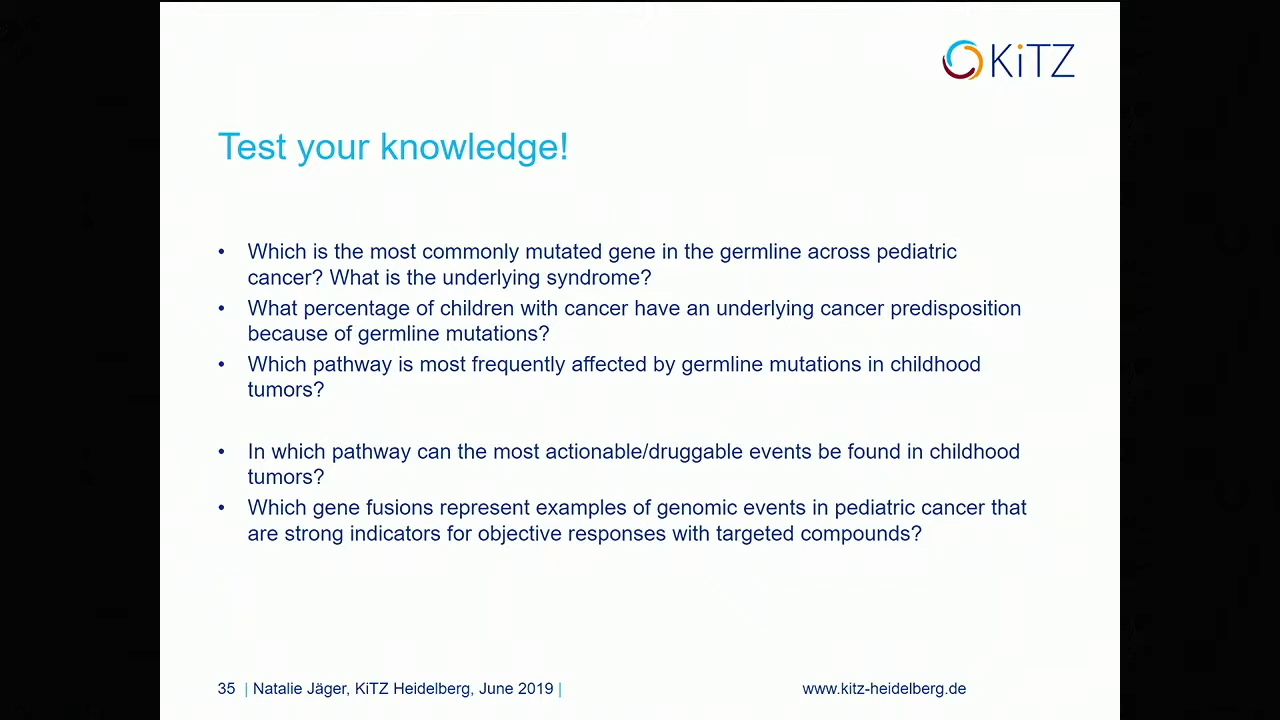 KiTZ
Test your knowledge!
• Which is the most commonly mutated gene in the germline across pediatric
cancer? What is the underlying syndrome?
• What percentage of children with cancer have an underlying cancer predisposition
because of germline mutations?
• Which pathway is most frequently affected by germline mutations in childhood
tumors?
• In which pathway can the most actionable/druggable events be found in childhood
tumors?
• Which gene fusions represent examples of genomic events in pediatric cancer that
are strong indicators for objective responses with targeted compounds?
35 | Natalie Jäger, KiTZ Heidelberg, June 2019 | www.kitz-heidelberg.de